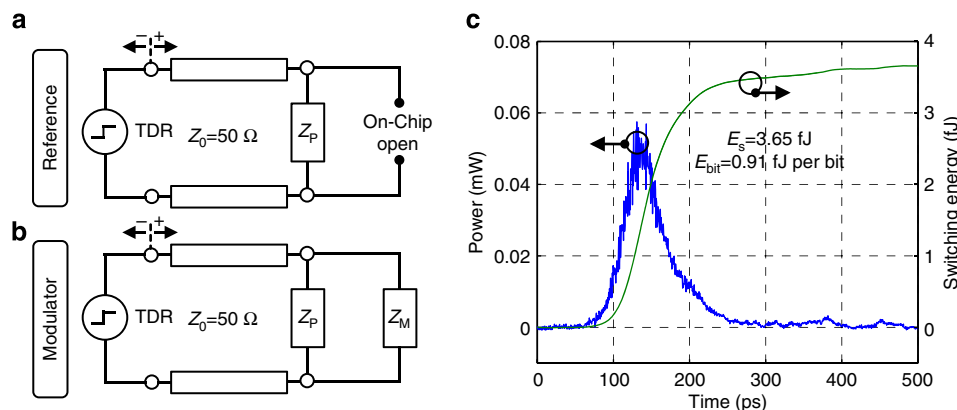 a
Reference
− +
TDR
Z0=50 Ω
ZP
On-Chip
open
b
Modulator
− +
TDR
Z0=50 Ω
ZP
ZM
c
0.08
0.06
0.04
0.02
0
Power (mW)
4
3
2
1
0
Switching energy (fJ)
Es=3.65 fJ
Ebit=0.91 fJ per bit
0
100
200
300
400
500
Time (ps)